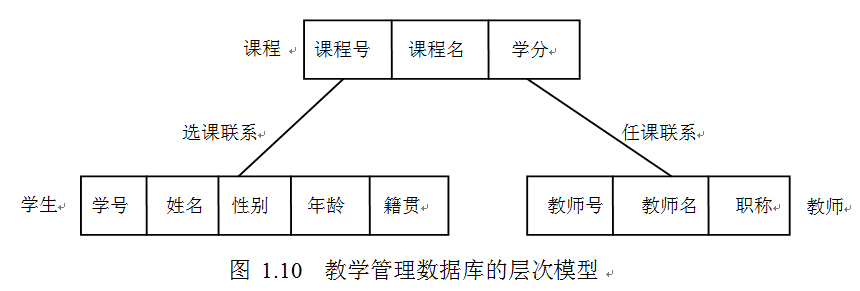 课程 课程号 课程名 学分
选课联系 任课联系
学生 学号 姓名 性别 年龄 籍贯 教师号 教师名 职称 教师
图 1.10 教学管理数据库的层次模型